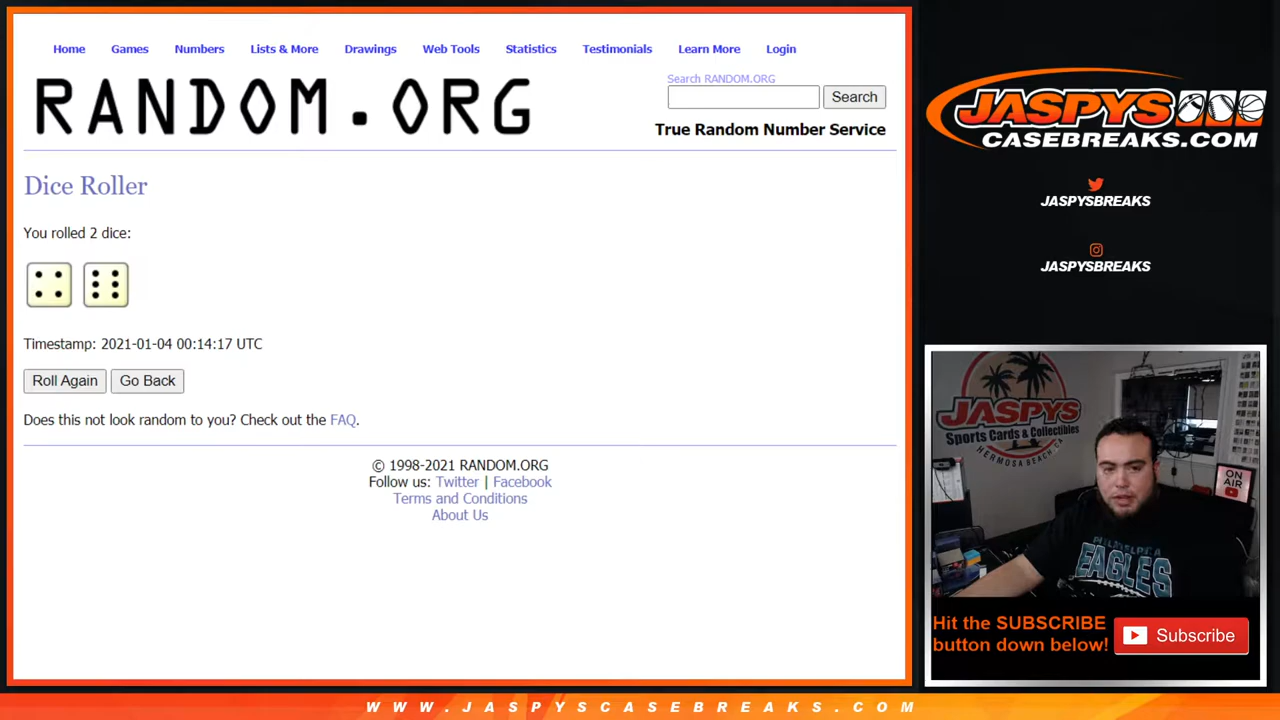 Home Games Numbers Lists & More Drawings Web Tools Statistics Testimonials Learn More Login
RANDOM.ORG
Search RANDOM.ORG
Search
True Random Number Service
Dice Roller
You rolled 2 dice:
Timestamp: 2021-01-04 00:14:17 UTC
Roll Again Go Back
Does this not look random to you? Check out the FAQ.
© 1998-2021 RANDOM.ORG
Follow us: Twitter | Facebook
Terms and Conditions
About Us
JASPYS
CASEBREAKS.COM
JASPYSBREAKS
JASPYSBREAKS
JASPYS
Sports Cards & Collectibles
HERMOSA BEACH, CA
ON
AIR
PHILADELPHIA
EAGLES
Hit the SUBSCRIBE
button down below!
Subscribe
WWW.JASPYSCASEBREAKS.COM